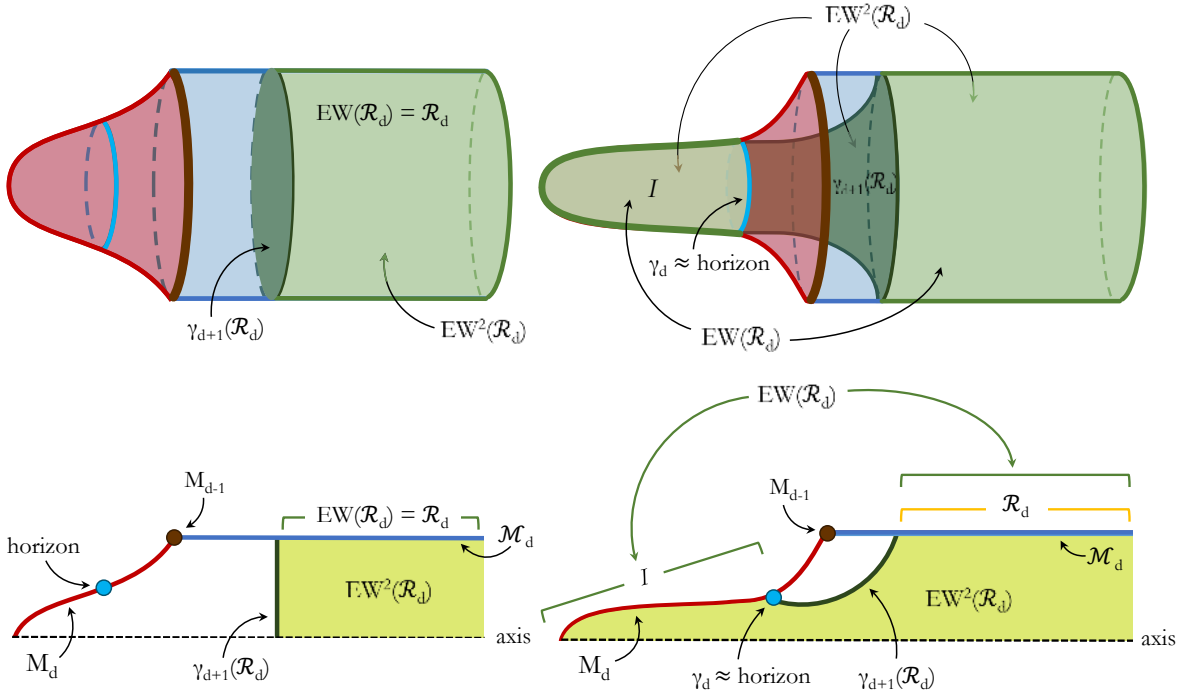 EW(ℛd) = ℛd
γd+1(ℛd)
EW²(ℛd)
EW²(ℛd)
I
γd+1(ℛd)
γd ≈ horizon
EW(ℛd)
Md-1
EW(ℛd) = ℛd
horizon
ℳd
EW²(ℛd)
Md
γd+1(ℛd)
axis
EW(ℛd)
Md-1
ℛd
I
ℳd
EW²(ℛd)
Md
γd ≈ horizon
γd+1(ℛd)
axis